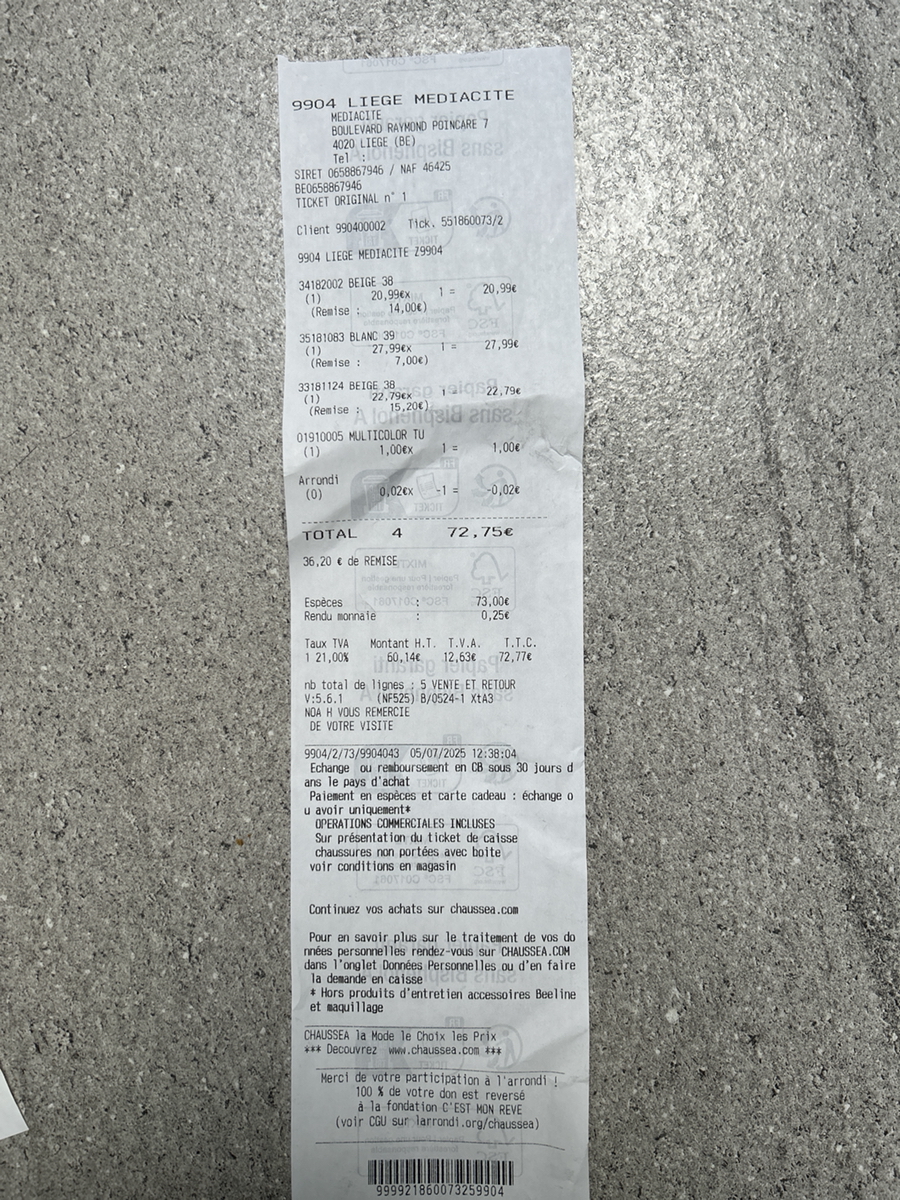 9904 LIEGE MEDIACITE
MEDIACITE
BOULEVARD RAYMOND POINCARE 7
4020 LIEGE (BE)
Tel :
SIRET 0658867946 / NAF 46425
BE0658867946
TICKET ORIGINAL n° 1
Client 990400002 Tick. 551860073/2
9904 LIEGE MEDIACITE Z9904
34182002 BEIGE 38
(1) 20,99€x 1 = 20,99€
(Remise : 14,00€)
35181083 BLANC 39
(1) 27,99€x 1 = 27,99€
(Remise : 7,00€)
33181124 BEIGE 38
(1) 22,79€x 1 = 22,79€
(Remise : 15,20€)
01910005 MULTICOLOR TU
(1) 1,00€x 1 = 1,00€
Arrondi
(0) 0,02€x -1 = -0,02€
TOTAL 4 72,75€
36,20 € de REMISE
Espèces : 73,00€
Rendu monnaie : 0,25€
Taux TVA Montant H.T. T.V.A. T.T.C.
1 21,00% 60,14€ 12,63€ 72,77€
nb total de lignes : 5 VENTE ET RETOUR
V:5.6.1 (NF525) B/0524-1 XtA3
NOA H VOUS REMERCIE
DE VOTRE VISITE
9904/2/73/9904043 05/07/2025 12:38:04
Echange ou remboursement en CB sous 30 jours d
ans le pays d'achat
Paiement en espèces et carte cadeau : échange o
u avoir uniquement*
OPERATIONS COMMERCIALES INCLUSES
Sur présentation du ticket de caisse
chaussures non portées avec boite
voir conditions en magasin
Continuez vos achats sur chaussea.com
Pour en savoir plus sur le traitement de vos do
nnées personnelles rendez-vous sur CHAUSSEA.COM
dans l'onglet Données Personnelles ou d'en faire
la demande en caisse
* Hors produits d'entretien accessoires Beeline
et maquillage
CHAUSSEA la Mode le Choix les Prix
*** Decouvrez www.chaussea.com ***
Merci de votre participation à l'arrondi !
100 % de votre don est reversé
à la fondation C'EST MON REVE
(voir CGU sur larrondi.org/chaussea)
999921860073259904